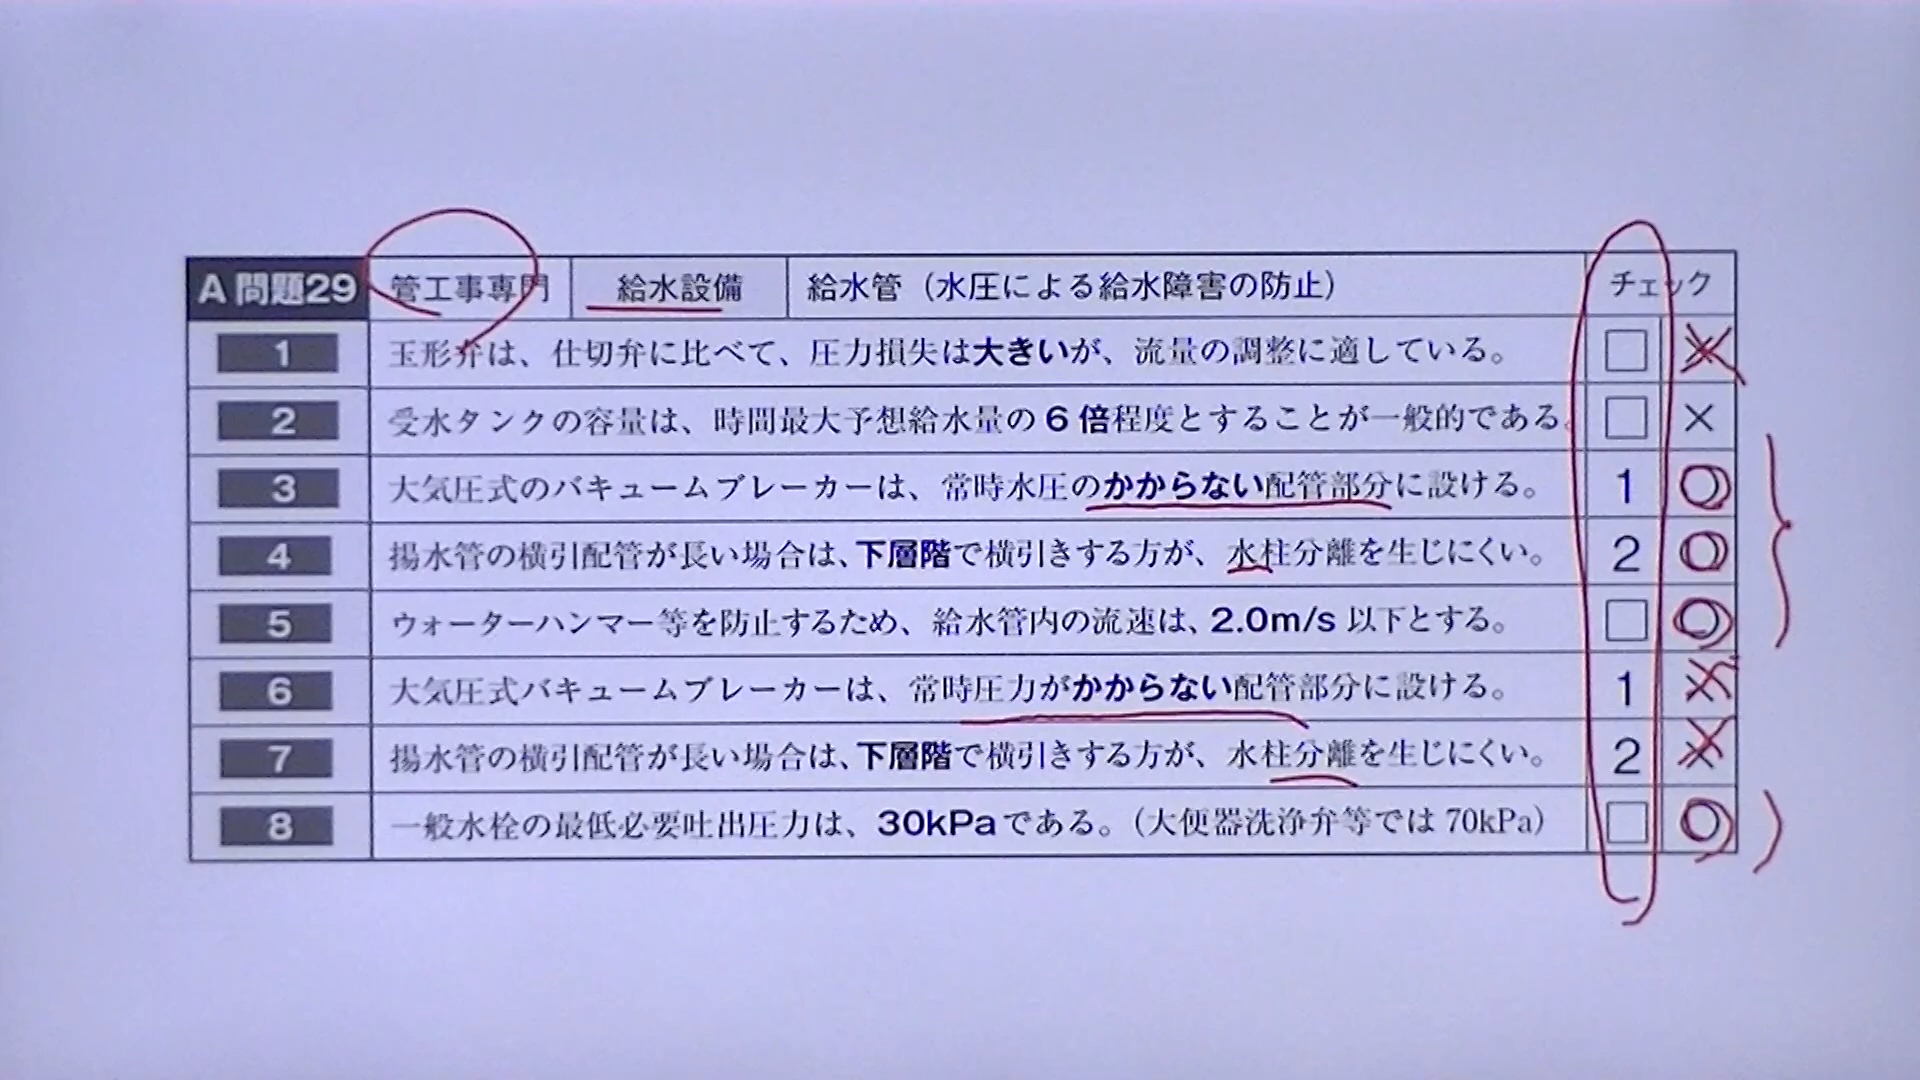 A 問題29 管工事専門 給水設備 給水管（水圧による給水障害の防止） チェック
1 玉形弁は、仕切弁に比べて、圧力損失は大きいが、流量の調整に適している。 □ ×
2 受水タンクの容量は、時間最大予想給水量の 6 倍程度とすることが一般的である。 □ ×
3 大気圧式のバキュームブレーカーは、常時水圧のかからない配管部分に設ける。 1 ○
4 揚水管の横引配管が長い場合は、下層階で横引きする方が、水柱分離を生じにくい。 2 ○
5 ウォーターハンマー等を防止するため、給水管内の流速は、2.0m/s 以下とする。 □ ○
6 大気圧式バキュームブレーカーは、常時圧力がかからない配管部分に設ける。 1 ×
7 揚水管の横引配管が長い場合は、下層階で横引きする方が、水柱分離を生じにくい。 2 ×
8 一般水栓の最低必要吐出圧力は、30kPaである。（大便器洗浄弁等では 70kPa） □ ○